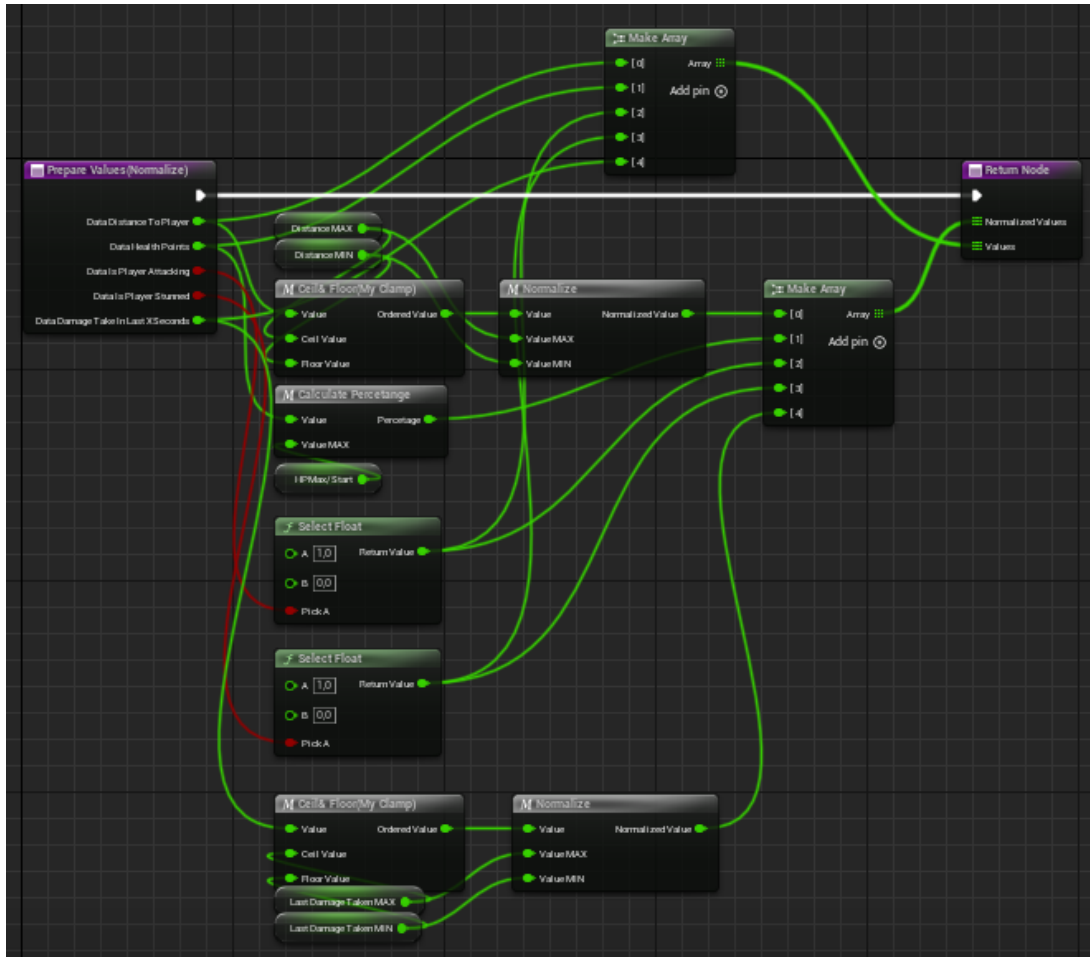 Make Array
[0] Array
[1] Add pin
[2]
[3]
[4]
Prepare Values(Normalize)
Data Distance To Player
Data Health Points
Data Is Player Attacking
Data Is Player Stunned
Data Damage Take In Last X Seconds
Return Node
Normalized Values
Values
Distance MAX
Distance MIN
Ceil & Floor(My Clamp)
Value Ordered Value
Ceil Value
Floor Value
Normalize
Value Normalized Value
Value MAX
Value MIN
Make Array
[0] Array
[1] Add pin
[2]
[3]
[4]
Calculate Percetange
Value Percentage
Value MAX
HPMax/Start
Select Float
A 1,0 Return Value
B 0,0
Pick A
Select Float
A 1,0 Return Value
B 0,0
Pick A
Ceil & Floor(My Clamp)
Value Ordered Value
Ceil Value
Floor Value
Last Damage Taken MAX
Last Damage Taken MIN
Normalize
Value Normalized Value
Value MAX
Value MIN